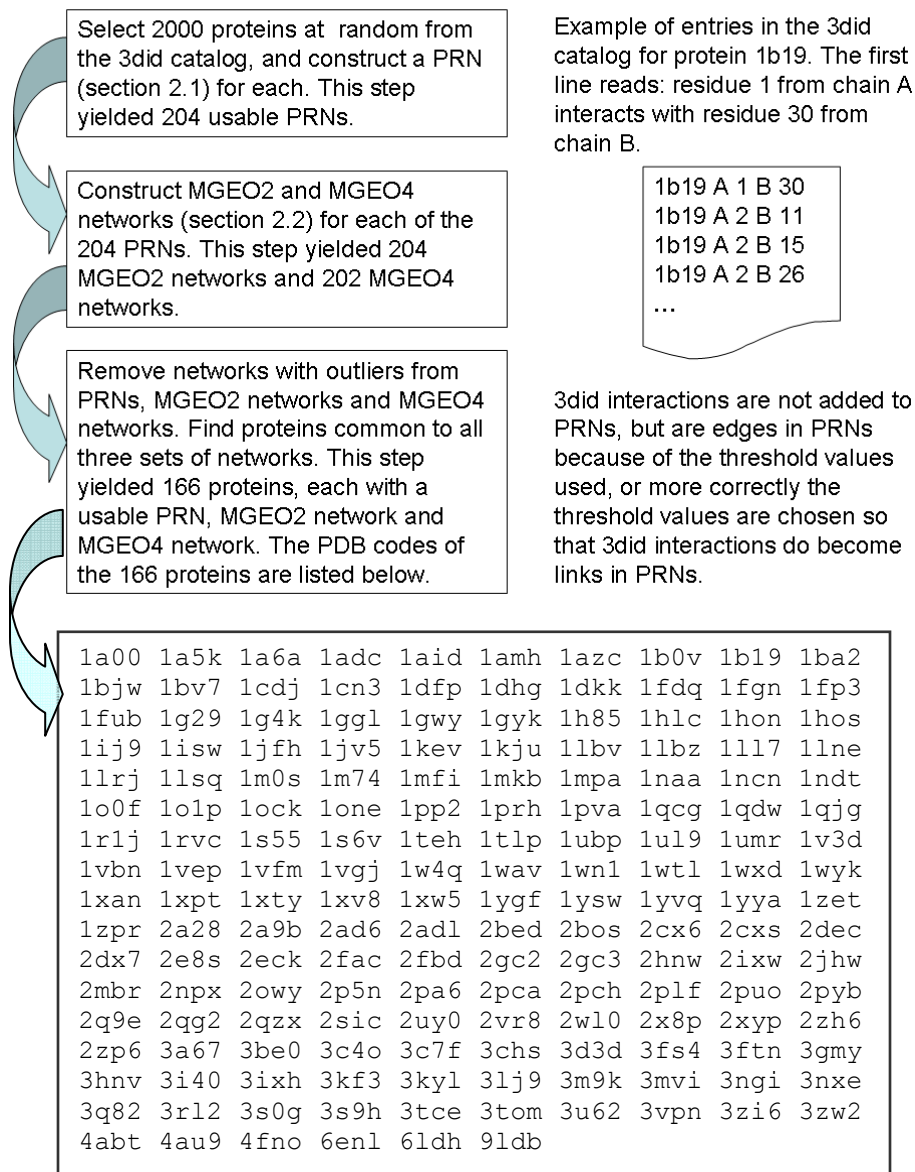 Select 2000 proteins at random from
the 3did catalog, and construct a PRN
(section 2.1) for each. This step
yielded 204 usable PRNs.
Example of entries in the 3did
catalog for protein 1b19. The first
line reads: residue 1 from chain A
interacts with residue 30 from
chain B.
1b19 A 1 B 30
1b19 A 2 B 11
1b19 A 2 B 15
1b19 A 2 B 26
...
Construct MGEO2 and MGEO4
networks (section 2.2) for each of the
204 PRNs. This step yielded 204
MGEO2 networks and 202 MGEO4
networks.
Remove networks with outliers from
PRNs, MGEO2 networks and MGEO4
networks. Find proteins common to all
three sets of networks. This step
yielded 166 proteins, each with a
usable PRN, MGEO2 network and
MGEO4 network. The PDB codes of
the 166 proteins are listed below.
3did interactions are not added to
PRNs, but are edges in PRNs
because of the threshold values
used, or more correctly the
threshold values are chosen so
that 3did interactions do become
links in PRNs.
1a00 1a5k 1a6a 1adc 1aid 1amh 1azc 1b0v 1b19 1ba2
1bjw 1bv7 1cdj 1cn3 1dfp 1dhg 1dkk 1fdq 1fgn 1fp3
1fub 1g29 1g4k 1ggl 1gwy 1gyk 1h85 1hlc 1hon 1hos
1ij9 1isw 1jfh 1jv5 1kev 1kju 1lbv 1lbz 1ll7 1lne
1lrj 1lsq 1m0s 1m74 1mfi 1mkb 1mpa 1naa 1ncn 1ndt
1o0f 1o1p 1ock 1one 1pp2 1prh 1pva 1qcg 1qdw 1qjg
1r1j 1rvc 1s55 1s6v 1teh 1tlp 1ubp 1ul9 1umr 1v3d
1vbn 1vep 1vfm 1vgj 1w4q 1wav 1wnl 1wtl 1wxd 1wyk
1xan 1xpt 1xty 1xv8 1xw5 1ygf 1ysw 1yvq 1yya 1zet
1zpr 2a28 2a9b 2ad6 2adl 2bed 2bos 2cx6 2cxs 2dec
2dx7 2e8s 2eck 2fac 2fbd 2gc2 2gc3 2hnw 2ixw 2jhw
2mbr 2npx 2owy 2p5n 2pa6 2pca 2pch 2plf 2puo 2pyb
2q9e 2qg2 2qzx 2sic 2uy0 2vr8 2wl0 2x8p 2xyp 2zh6
2zp6 3a67 3be0 3c4o 3c7f 3chs 3d3d 3fs4 3ftn 3gmy
3hnv 3i40 3ixh 3kf3 3kyl 3lj9 3m9k 3mvi 3ngi 3nxe
3q82 3rl2 3s0g 3s9h 3tce 3tom 3u62 3vpn 3zi6 3zw2
4abt 4au9 4fno 6enl 6ldh 9ldb